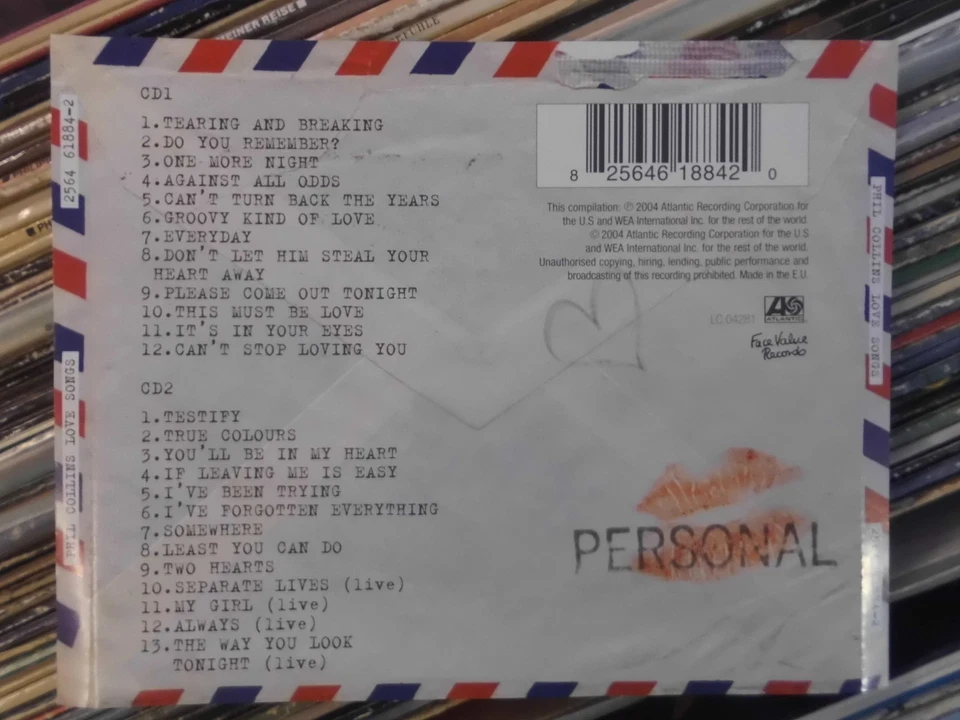 EINER REISE
2564 61884-2
PHIL COLLINS LOVE SONGS
CD1
1.TEARING AND BREAKING
2.DO YOU REMEMBER?
3.ONE MORE NIGHT
4.AGAINST ALL ODDS
5.CAN'T TURN BACK THE YEARS
6.GROOVY KIND OF LOVE
7.EVERYDAY
8.DON'T LET HIM STEAL YOUR
HEART AWAY
9.PLEASE COME OUT TONIGHT
10.THIS MUST BE LOVE
11.IT'S IN YOUR EYES
12.CAN'T STOP LOVING YOU
CD2
1.TESTIFY
2.TRUE COLOURS
3.YOU'LL BE IN MY HEART
4.IF LEAVING ME IS EASY
5.I'VE BEEN TRYING
6.I'VE FORGOTTEN EVERYTHING
7.SOMEWHERE
8.LEAST YOU CAN DO
9.TWO HEARTS
10.SEPARATE LIVES (live)
11.MY GIRL (live)
12.ALWAYS (live)
13.THE WAY YOU LOOK
TONIGHT (live)
8 25646 18842 0
This compilation: ℗ 2004 Atlantic Recording Corporation for
the U.S and WEA International Inc. for the rest of the world.
© 2004 Atlantic Recording Corporation for the U.S
and WEA International Inc. for the rest of the world.
Unauthorised copying, hiring, lending, public performance and
broadcasting of this recording prohibited. Made in the E.U.
LC 04281
ATLANTIC
Face Value
Records
PERSONAL
PHIL COLLINS LOVE SONGS